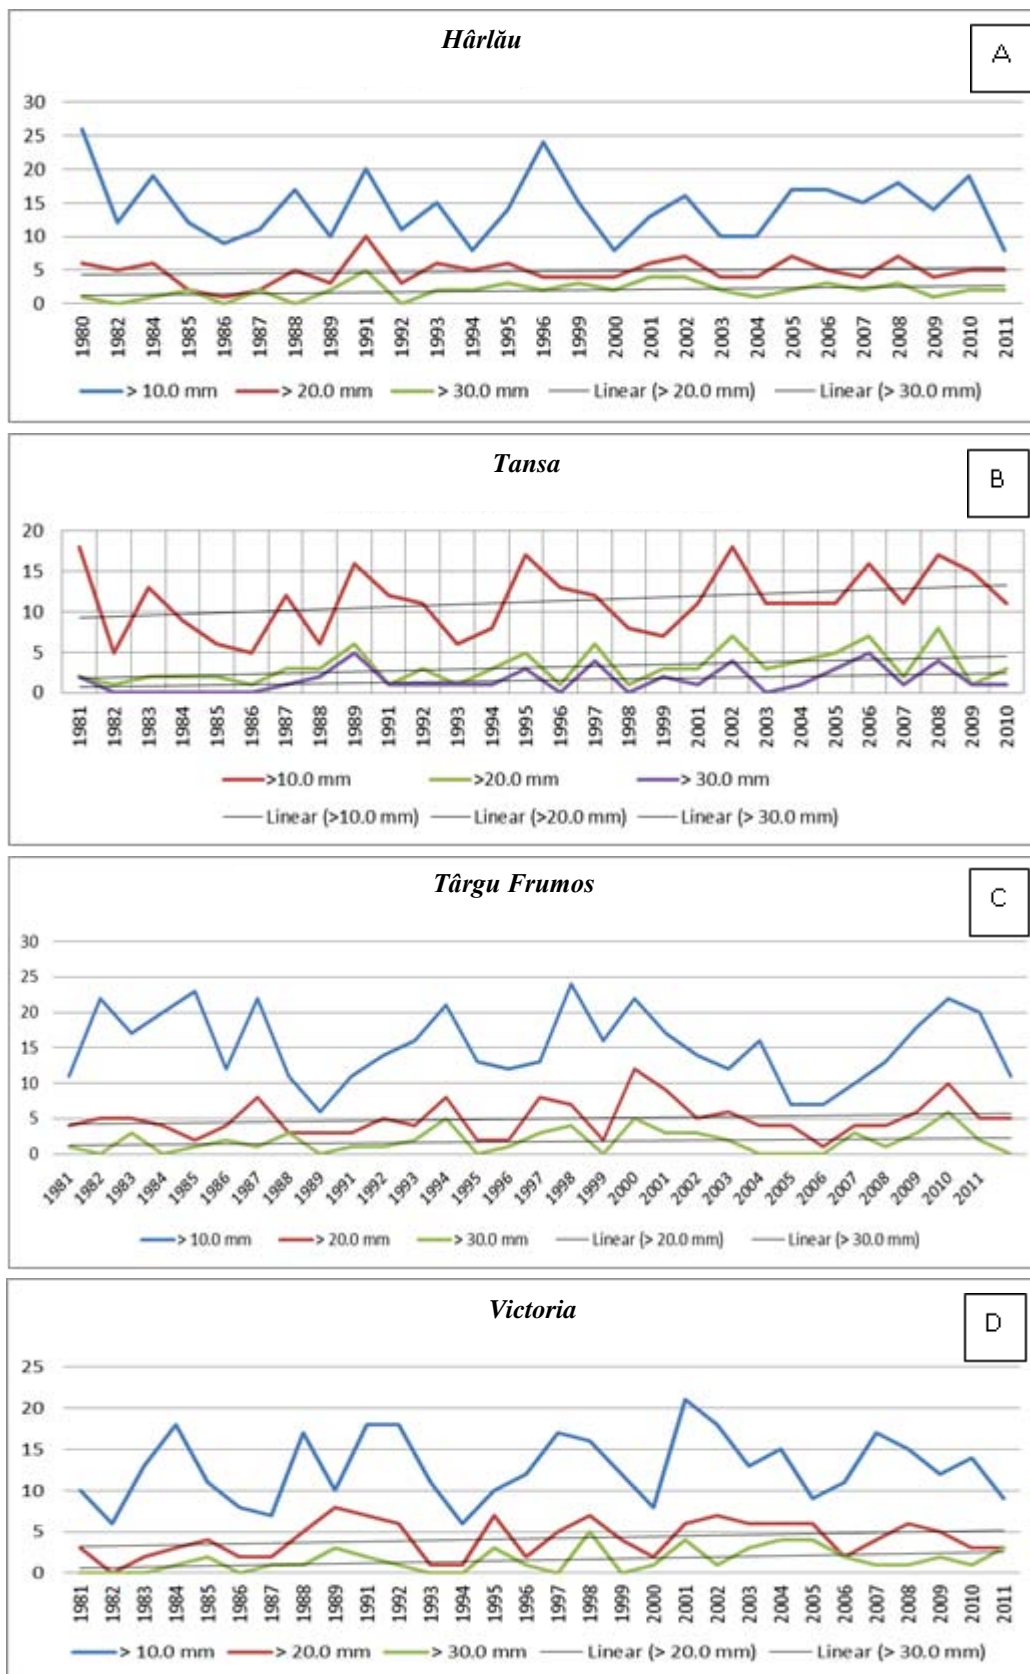 Hârlău
A
30
25
20
15
10
5
0
1980 1982 1984 1985 1986 1987 1988 1989 1991 1992 1993 1994 1995 1996 1999 2000 2001 2002 2003 2004 2005 2006 2007 2008 2009 2010 2011
> 10.0 mm > 20.0 mm > 30.0 mm Linear (> 20.0 mm) Linear (> 30.0 mm)
Tansa
B
20
15
10
5
0
1981 1982 1983 1984 1985 1986 1987 1988 1989 1991 1992 1993 1994 1995 1996 1997 1998 1999 2001 2002 2003 2004 2005 2006 2007 2008 2009 2010
>10.0 mm >20.0 mm > 30.0 mm
Linear (>10.0 mm) Linear (>20.0 mm) Linear (> 30.0 mm)
Târgu Frumos
C
30
25
20
15
10
5
0
1981 1982 1983 1984 1985 1986 1987 1988 1989 1991 1992 1993 1994 1995 1996 1997 1998 1999 2000 2001 2002 2003 2004 2005 2006 2007 2008 2009 2010 2011
> 10.0 mm > 20.0 mm > 30.0 mm Linear (> 20.0 mm) Linear (> 30.0 mm)
Victoria
D
25
20
15
10
5
0
1981 1982 1983 1984 1985 1986 1987 1988 1989 1991 1992 1993 1994 1995 1996 1997 1998 1999 2000 2001 2002 2003 2004 2005 2006 2007 2008 2009 2010 2011
> 10.0 mm > 20.0 mm > 30.0 mm Linear (> 20.0 mm) Linear (> 30.0 mm)